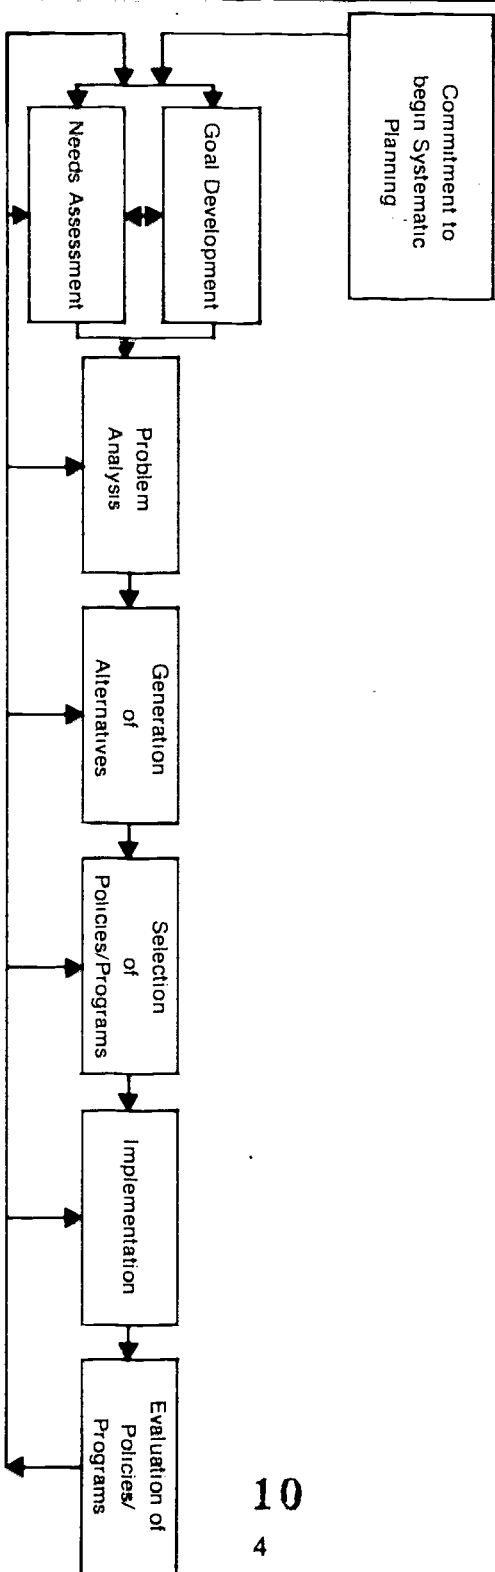 Commitment to
begin Systematic
Planning
Goal Development
Needs Assessment
Problem
Analysis
Generation
of
Alternatives
Selection
of
Policies/Programs
Implementation
Evaluation of
Policies/
Programs
10
4